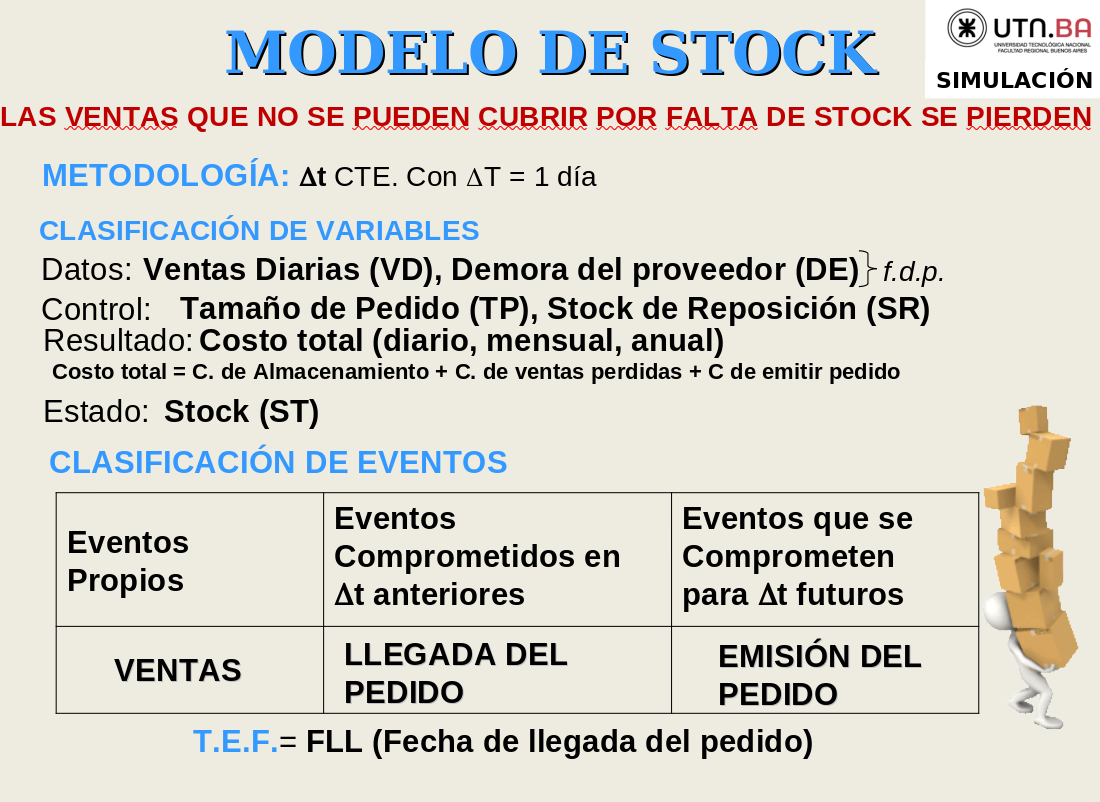 MODELO DE STOCK
UTN.BA
UNIVERSIDAD TECNOLÓGICA NACIONAL
FACULTAD REGIONAL BUENOS AIRES
SIMULACIÓN
LAS VENTAS QUE NO SE PUEDEN CUBRIR POR FALTA DE STOCK SE PIERDEN
METODOLOGÍA: Δt CTE. Con ΔT = 1 día
CLASIFICACIÓN DE VARIABLES
Datos: Ventas Diarias (VD), Demora del proveedor (DE)} f.d.p.
Control: Tamaño de Pedido (TP), Stock de Reposición (SR)
Resultado: Costo total (diario, mensual, anual)
Costo total = C. de Almacenamiento + C. de ventas perdidas + C de emitir pedido
Estado: Stock (ST)
CLASIFICACIÓN DE EVENTOS
Eventos
Propios
Eventos
Comprometidos en
Δt anteriores
Eventos que se
Comprometen
para Δt futuros
VENTAS
LLEGADA DEL
PEDIDO
EMISIÓN DEL
PEDIDO
T.E.F.= FLL (Fecha de llegada del pedido)